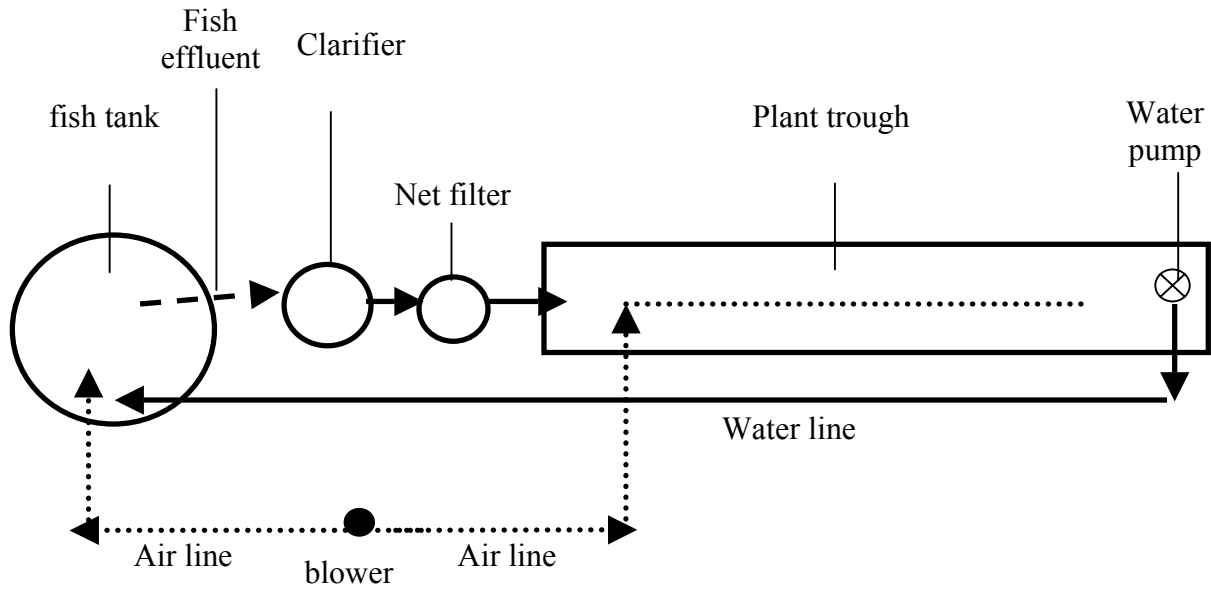 Fish
effluent
Clarifier
fish tank
Plant trough
Water
pump
Net filter
Water line
Air line
blower
Air line